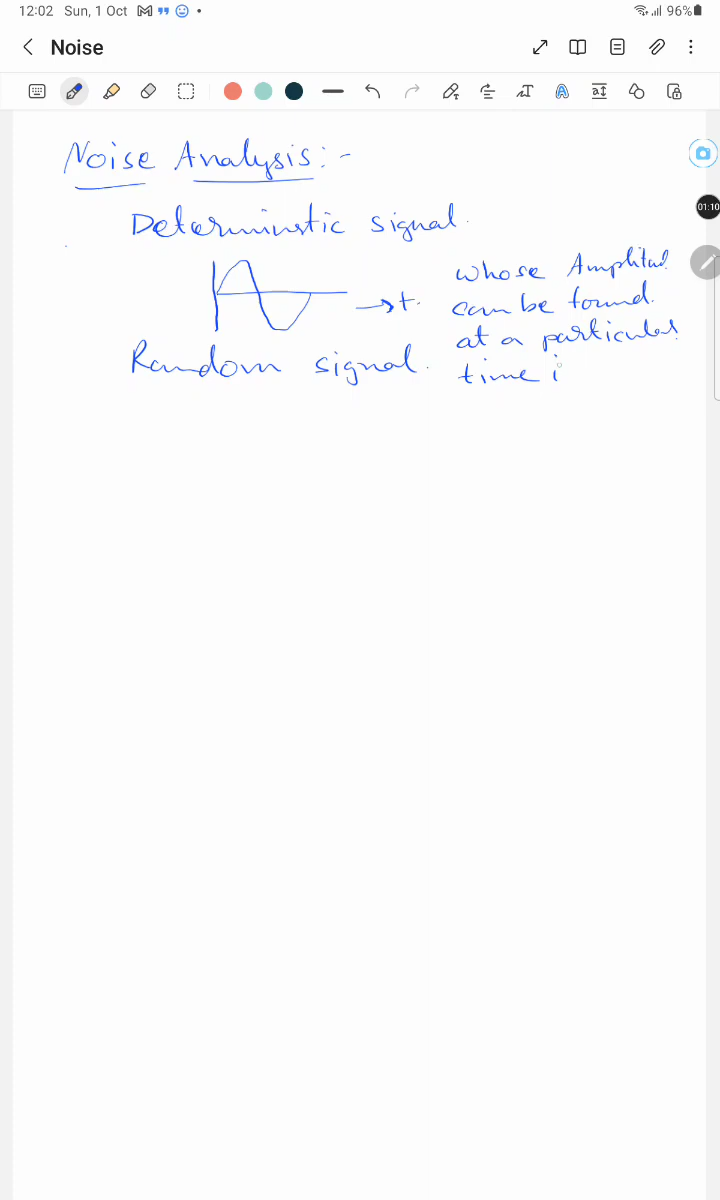 12:02 Sun, 1 Oct 96%
Noise
01:10
Noise Analysis:-
Deterministic signal.
whose Amplitud
can be found.
→ t.
at a particular
Random signal.
time i